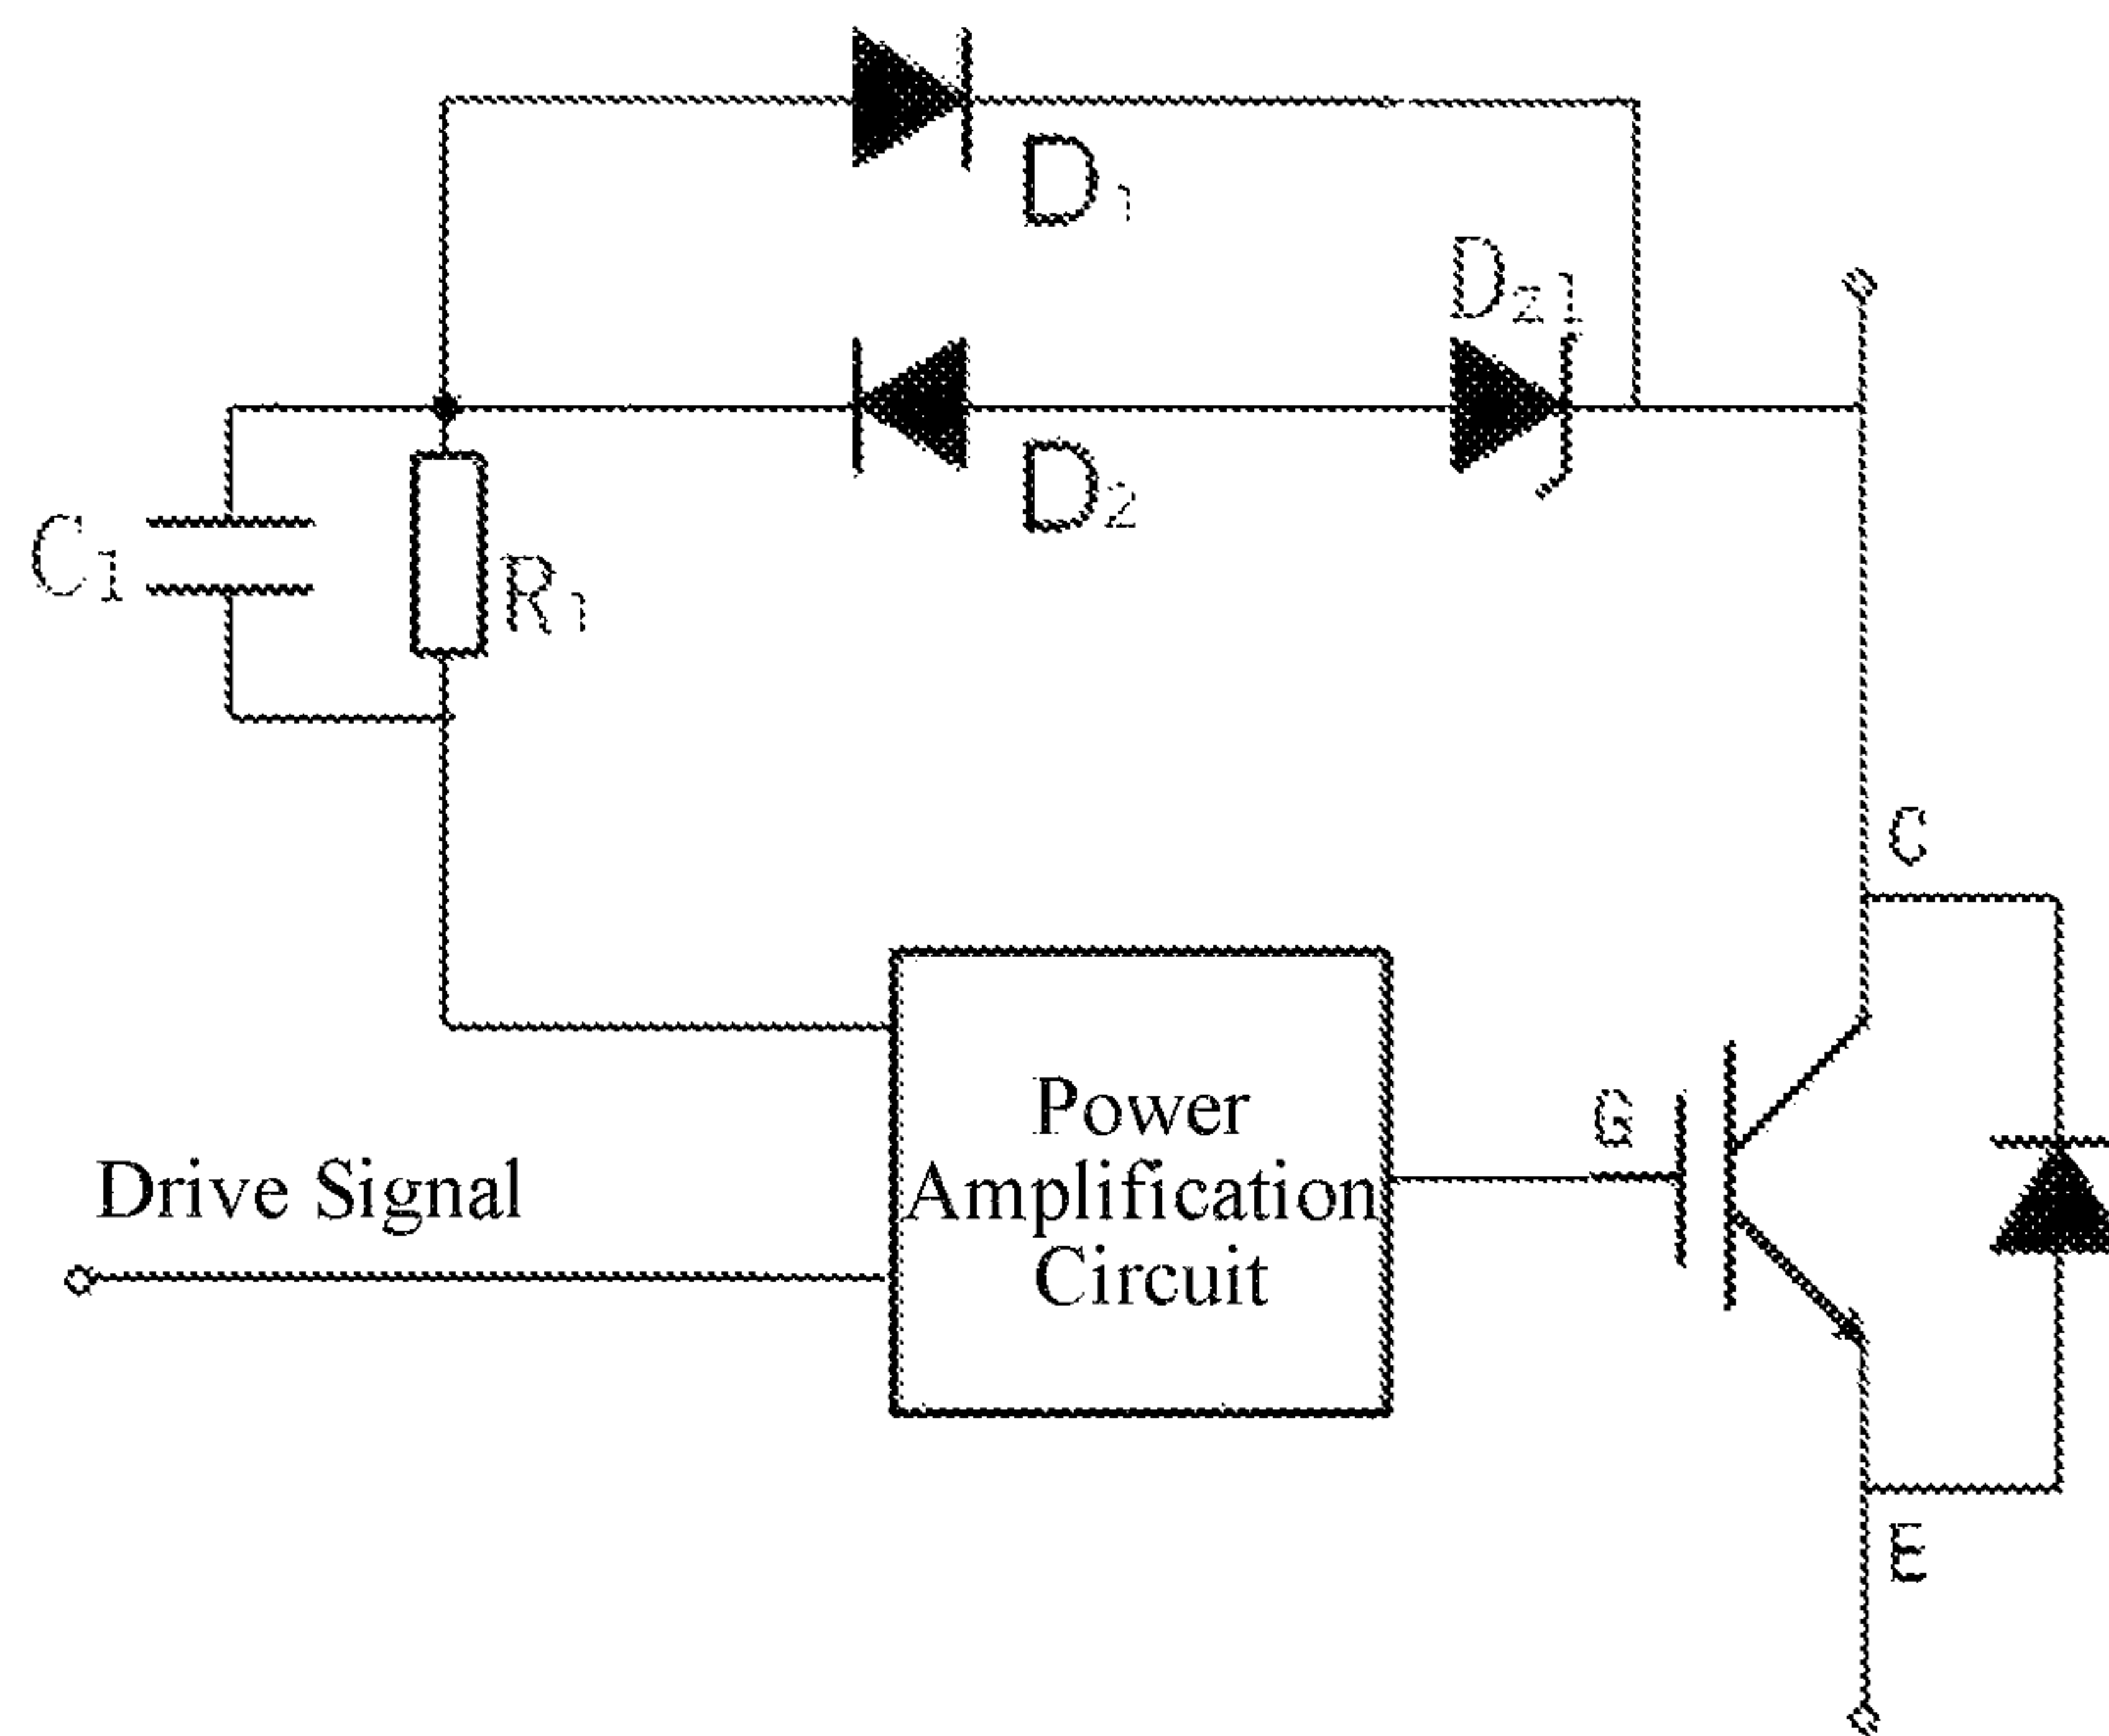 D1
Dz1
D2
C1
R1
C
Power
Amplification
Circuit
G
Drive Signal
E